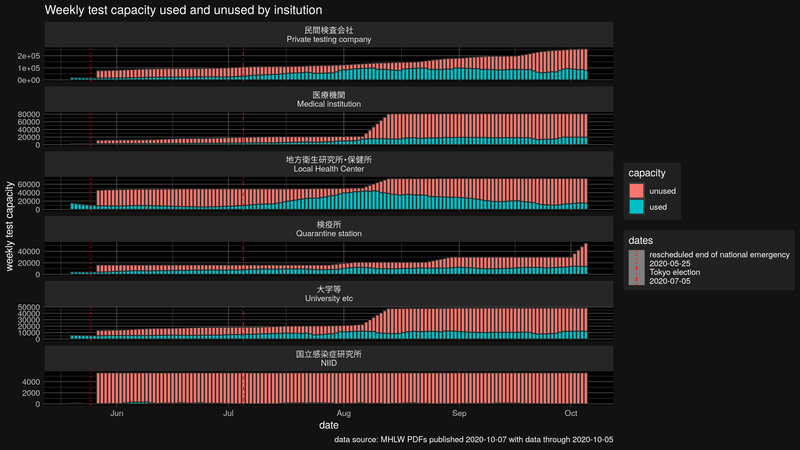 Weekly test capacity used and unused by insitution
民間検査会社
Private testing company
2e+05
1e+05
0e+00
医療機関
Medical institution
80000
60000
40000
20000
0
地方衛生研究所・保健所
Local Health Center
60000
40000
20000
0
検疫所
Quarantine station
40000
20000
0
大学等
University etc
50000
40000
30000
20000
10000
0
国立感染症研究所
NIID
4000
2000
0
weekly test capacity
Jun Jul Aug Sep Oct
date
capacity
unused
used
dates
rescheduled end of national emergency
2020-05-25
Tokyo election
2020-07-05
data source: MHLW PDFs published 2020-10-07 with data through 2020-10-05